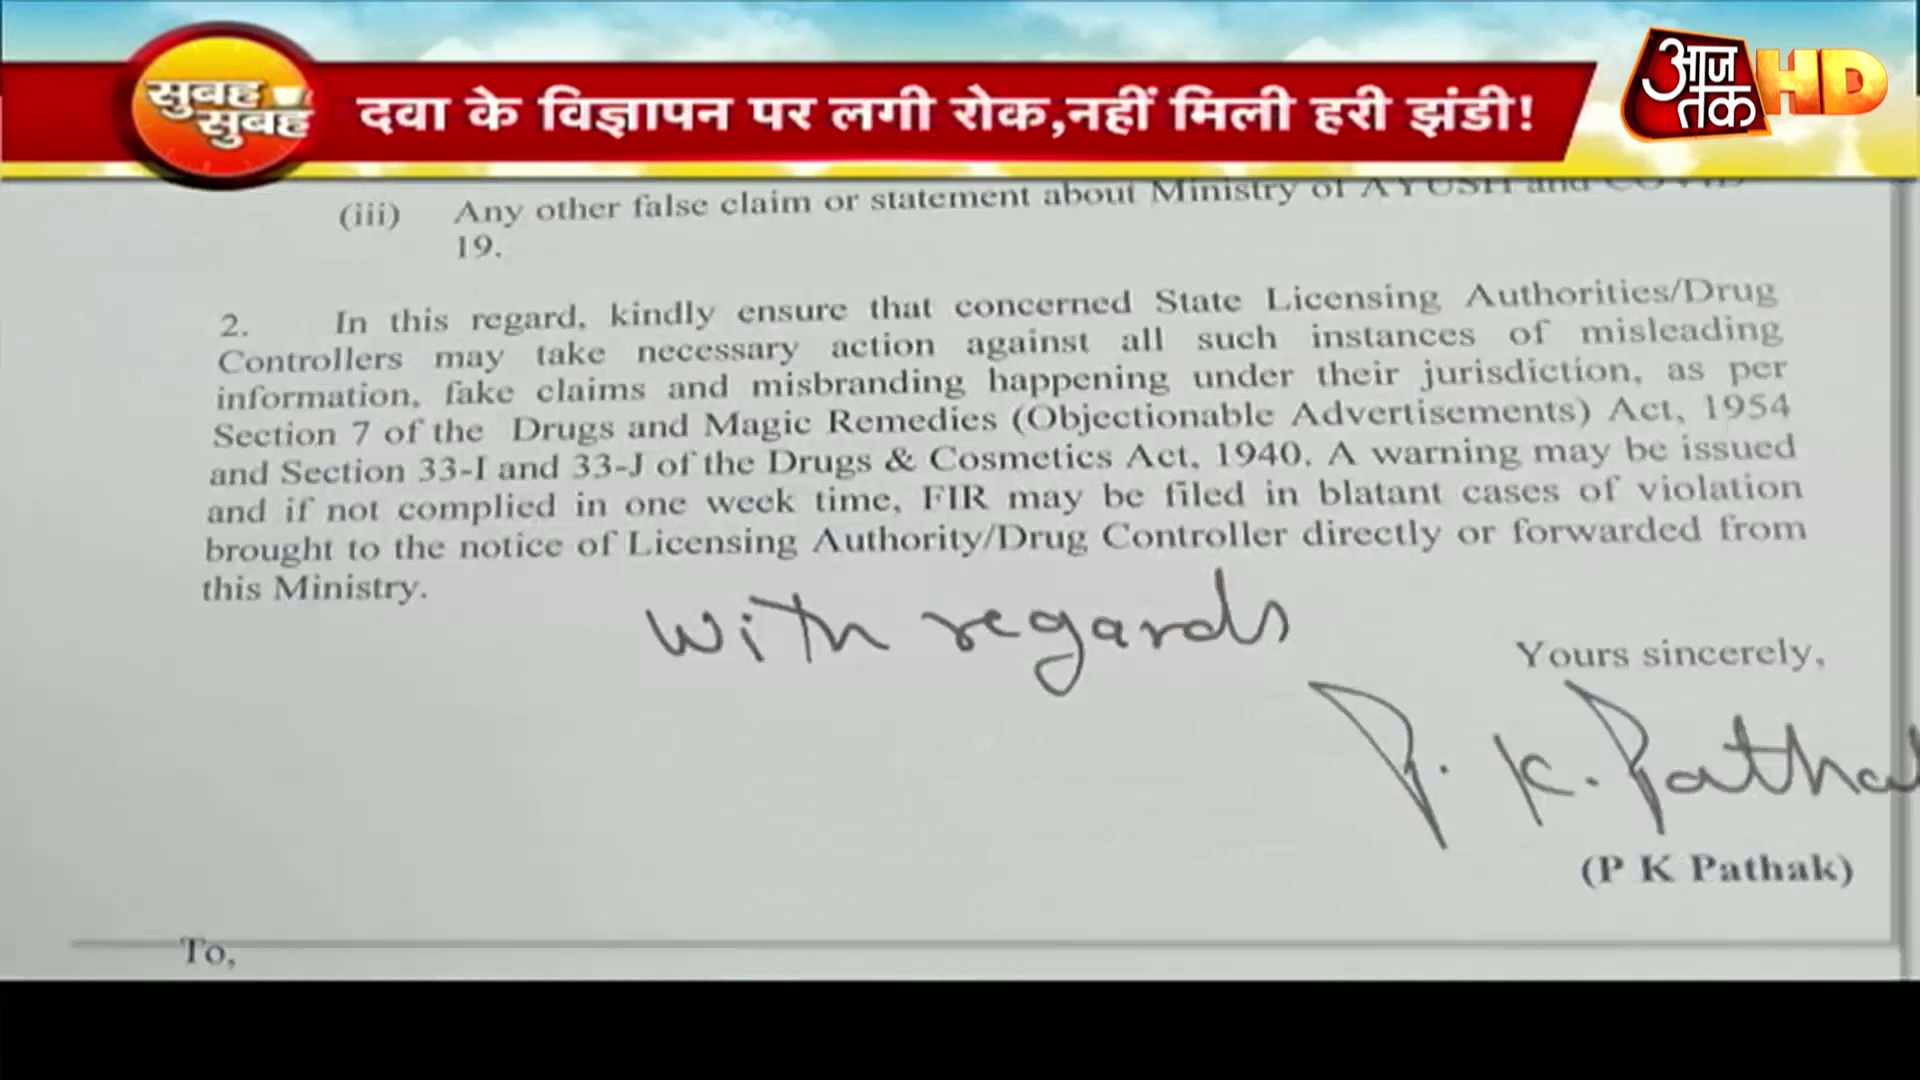 सुबह
सुबह
दवा के विज्ञापन पर लगी रोक,नहीं मिली हरी झंडी!
आज
तक
HD
(iii) Any other false claim or statement about Ministry of AYUSH and COVID
19.
2. In this regard, kindly ensure that concerned State Licensing Authorities/Drug
Controllers may take necessary action against all such instances of misleading
information, fake claims and misbranding happening under their jurisdiction, as per
Section 7 of the Drugs and Magic Remedies (Objectionable Advertisements) Act, 1954
and Section 33-I and 33-J of the Drugs & Cosmetics Act, 1940. A warning may be issued
and if not complied in one week time, FIR may be filed in blatant cases of violation
brought to the notice of Licensing Authority/Drug Controller directly or forwarded from
this Ministry.
With regards
Yours sincerely,
P. K. Pathak
(P K Pathak)
To,